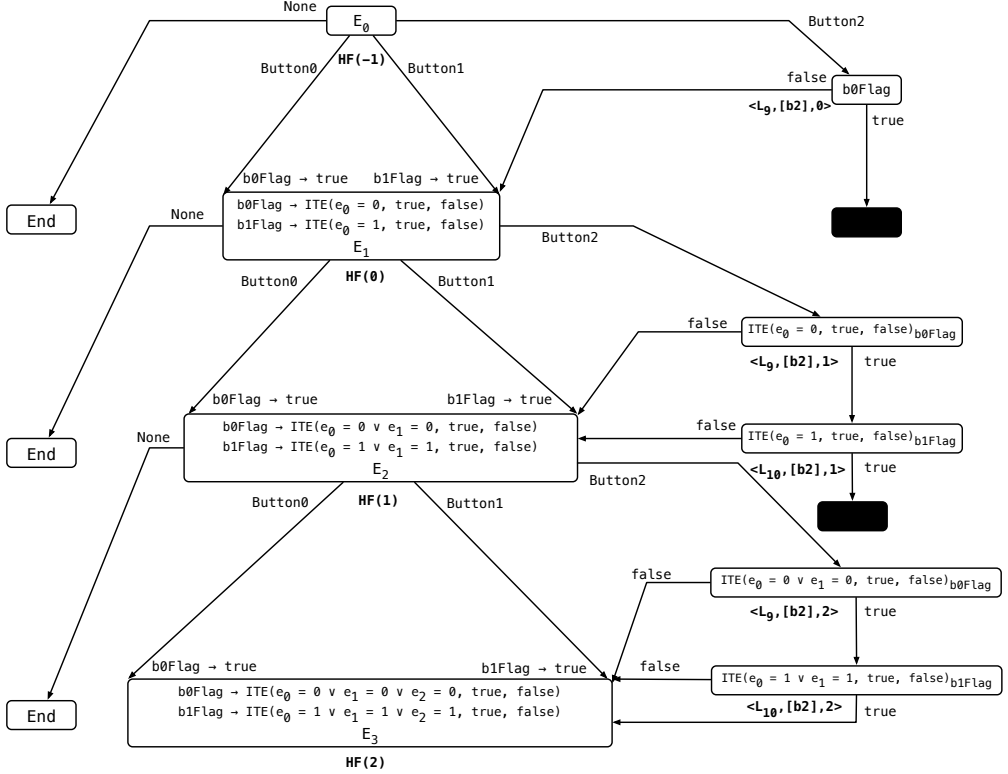 None
E₀
Button2
Button0
HF(−1)
Button1
false
b0Flag
<L₉,[b2],0>
true
b0Flag → true
b1Flag → true
None
End
b0Flag → ITE(e₀ = 0, true, false)
b1Flag → ITE(e₀ = 1, true, false)
E₁
Button2
Button0
HF(0)
Button1
false
ITE(e₀ = 0, true, false)b0Flag
<L₉,[b2],1>
true
b0Flag → true
b1Flag → true
None
End
b0Flag → ITE(e₀ = 0 ∨ e₁ = 0, true, false)
b1Flag → ITE(e₀ = 1 ∨ e₁ = 1, true, false)
E₂
false
ITE(e₀ = 1, true, false)b1Flag
<L₁₀,[b2],1>
true
Button2
Button0
HF(1)
Button1
false
ITE(e₀ = 0 ∨ e₁ = 0, true, false)b0Flag
<L₉,[b2],2>
true
b0Flag → true
b1Flag → true
false
ITE(e₀ = 1 ∨ e₁ = 1, true, false)b1Flag
<L₁₀,[b2],2>
true
End
b0Flag → ITE(e₀ = 0 ∨ e₁ = 0 ∨ e₂ = 0, true, false)
b1Flag → ITE(e₀ = 1 ∨ e₁ = 1 ∨ e₂ = 1, true, false)
E₃
HF(2)